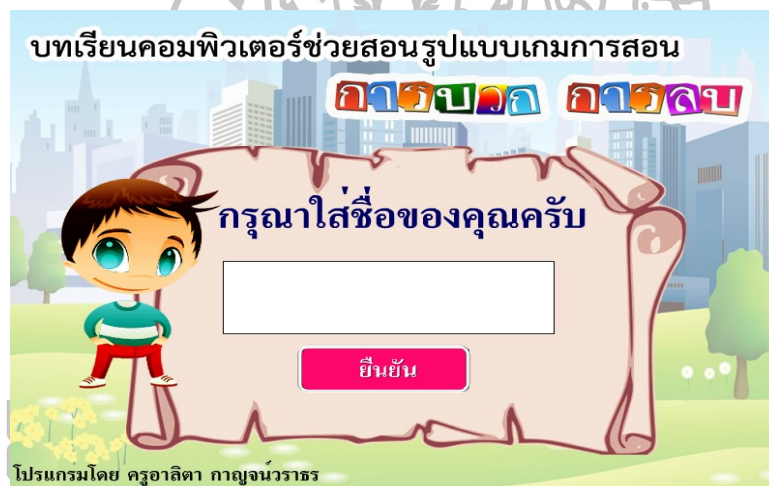 บทเรียนคอมพิวเตอร์ช่วยสอนรูปแบบเกมการสอน
การบวก การลบ
กรุณาใส่ชื่อของคุณครับ
ยืนยัน
โปรแกรมโดย ครูอาลิตา กาญจน์วราธร